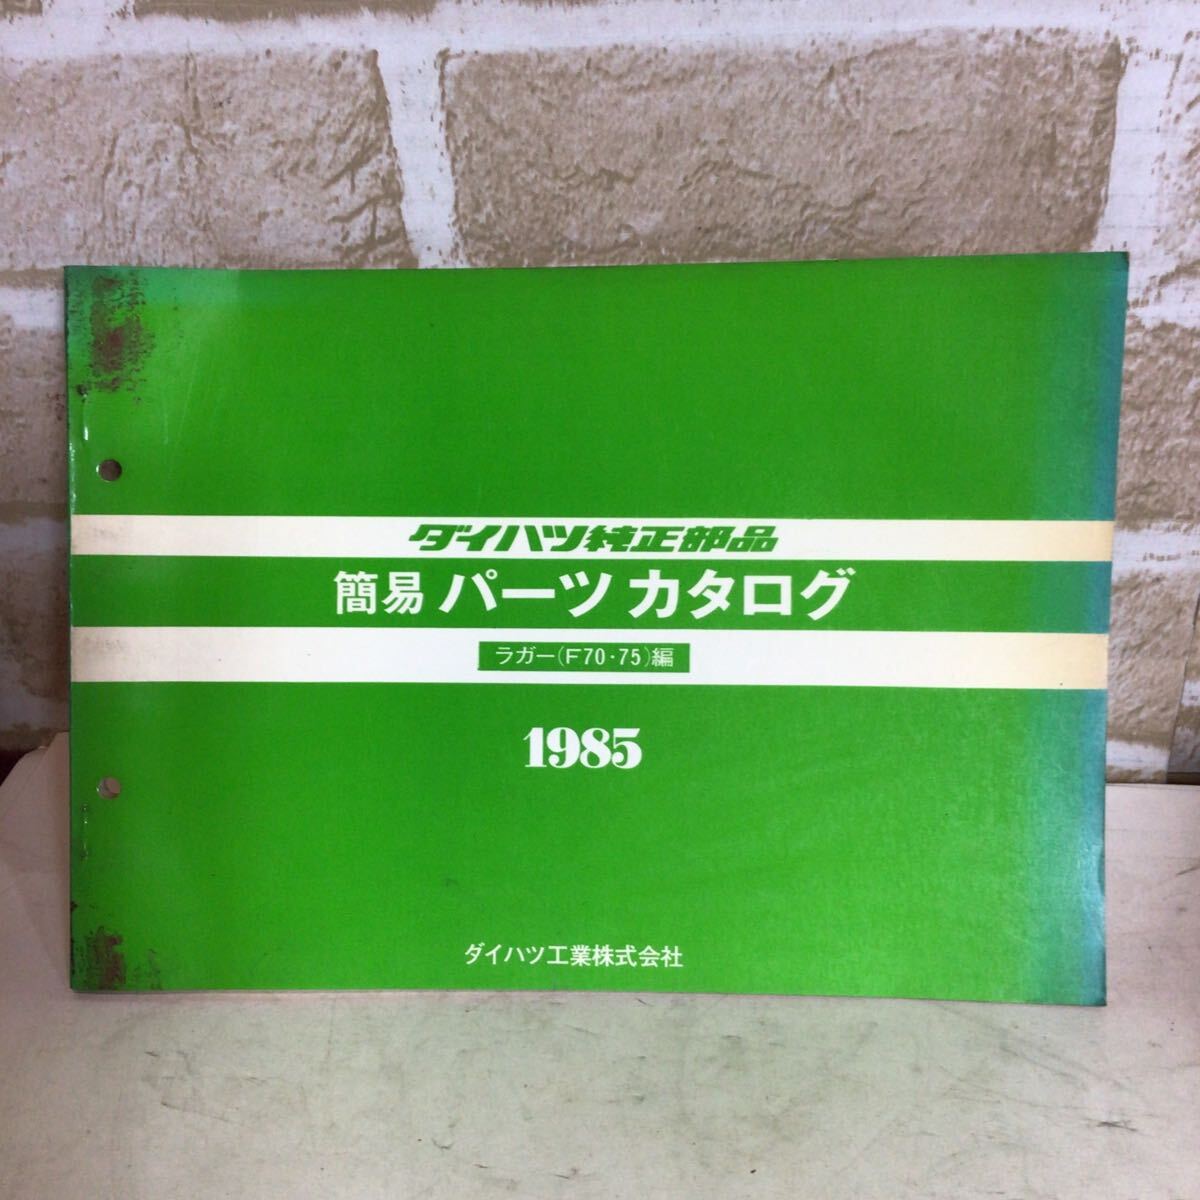 ダイハツ純正部品
簡易 パーツ カタログ
ラガー(F70・75)編
1985
ダイハツ工業株式会社